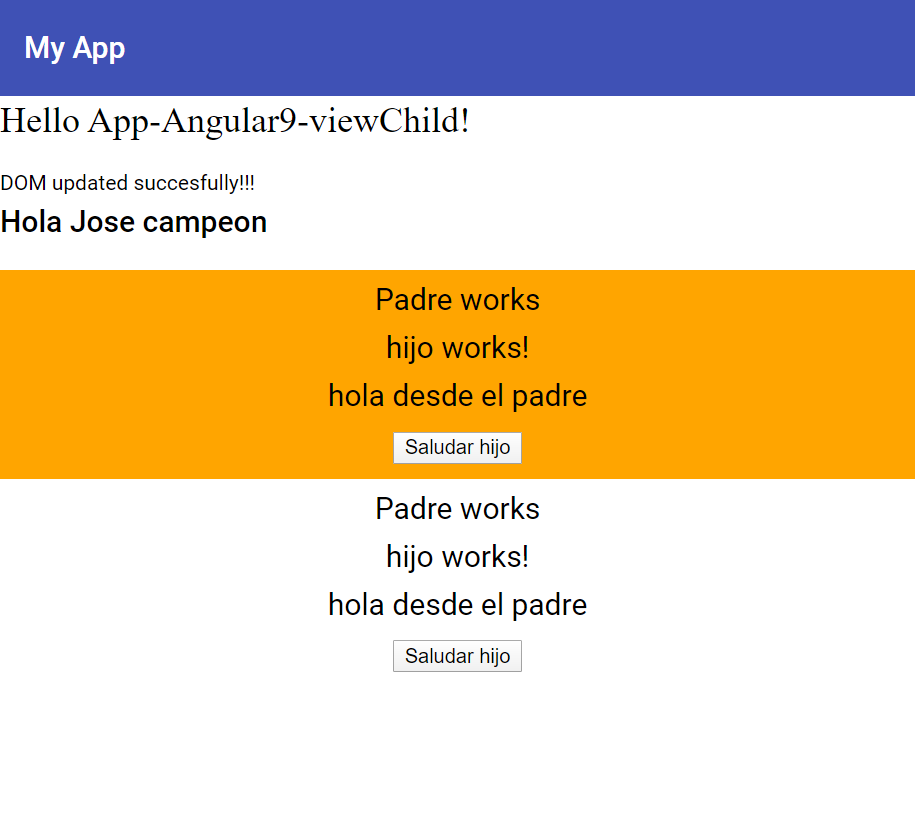 My App
Hello App-Angular9-viewChild!
DOM updated succesfully!!!
Hola Jose campeon
Padre works
hijo works!
hola desde el padre
Saludar hijo
Padre works
hijo works!
hola desde el padre
Saludar hijo